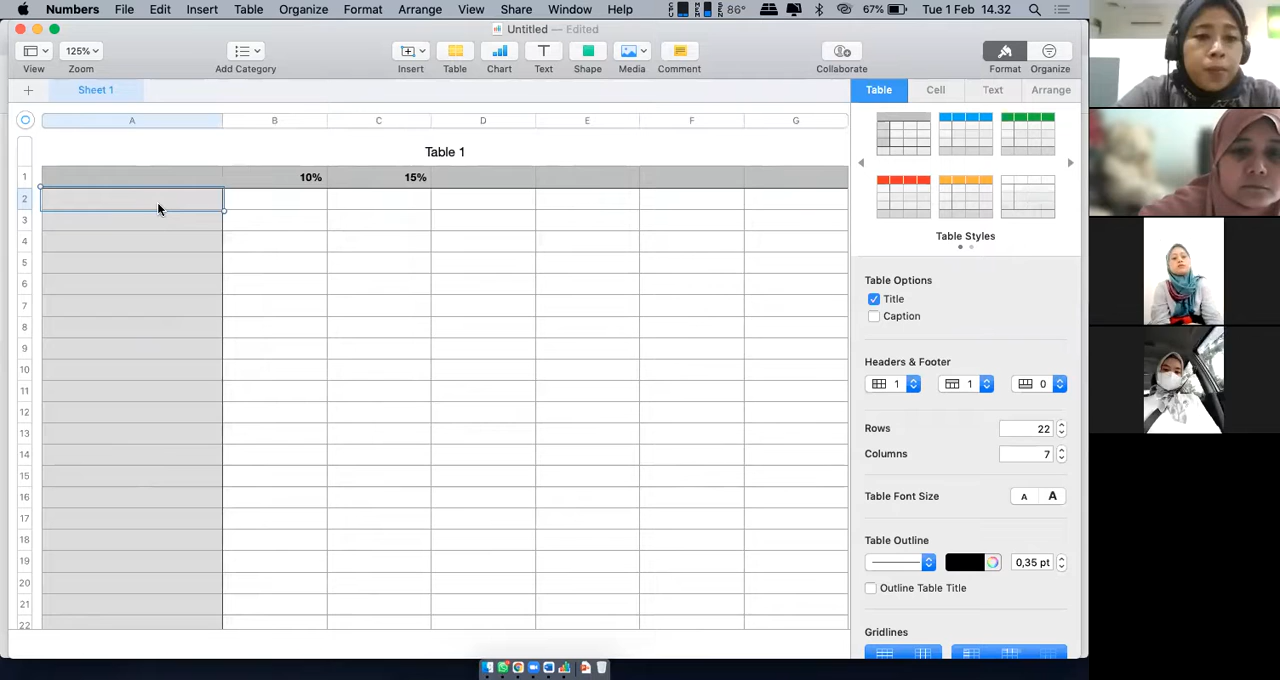 Numbers File Edit Insert Table Organize Format Arrange View Share Window Help 86° 67% Tue 1 Feb 14.32
Untitled — Edited
125%
View Zoom Add Category Insert Table Chart Text Shape Media Comment Collaborate Format Organize
Sheet 1
Table Cell Text Arrange
A B C D E F G
Table 1
1 10% 15%
2
3
4
5
6
7
8
9
10
11
12
13
14
15
16
17
18
19
20
21
22
Table Styles
Table Options
Title
Caption
Headers & Footer
1 1 0
Rows 22
Columns 7
Table Font Size A A
Table Outline
0,35 pt
Outline Table Title
Gridlines